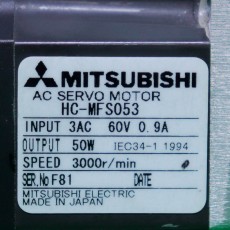 MITSUBISHI
AC SERVO MOTOR
HC-MFS053
INPUT 3AC 60V 0.9A
OUTPUT 50W IEC34-1 1994
SPEED 3000r/min
SER.No F81 DATE
MITSUBISHI ELECTRIC
MADE IN JAPAN